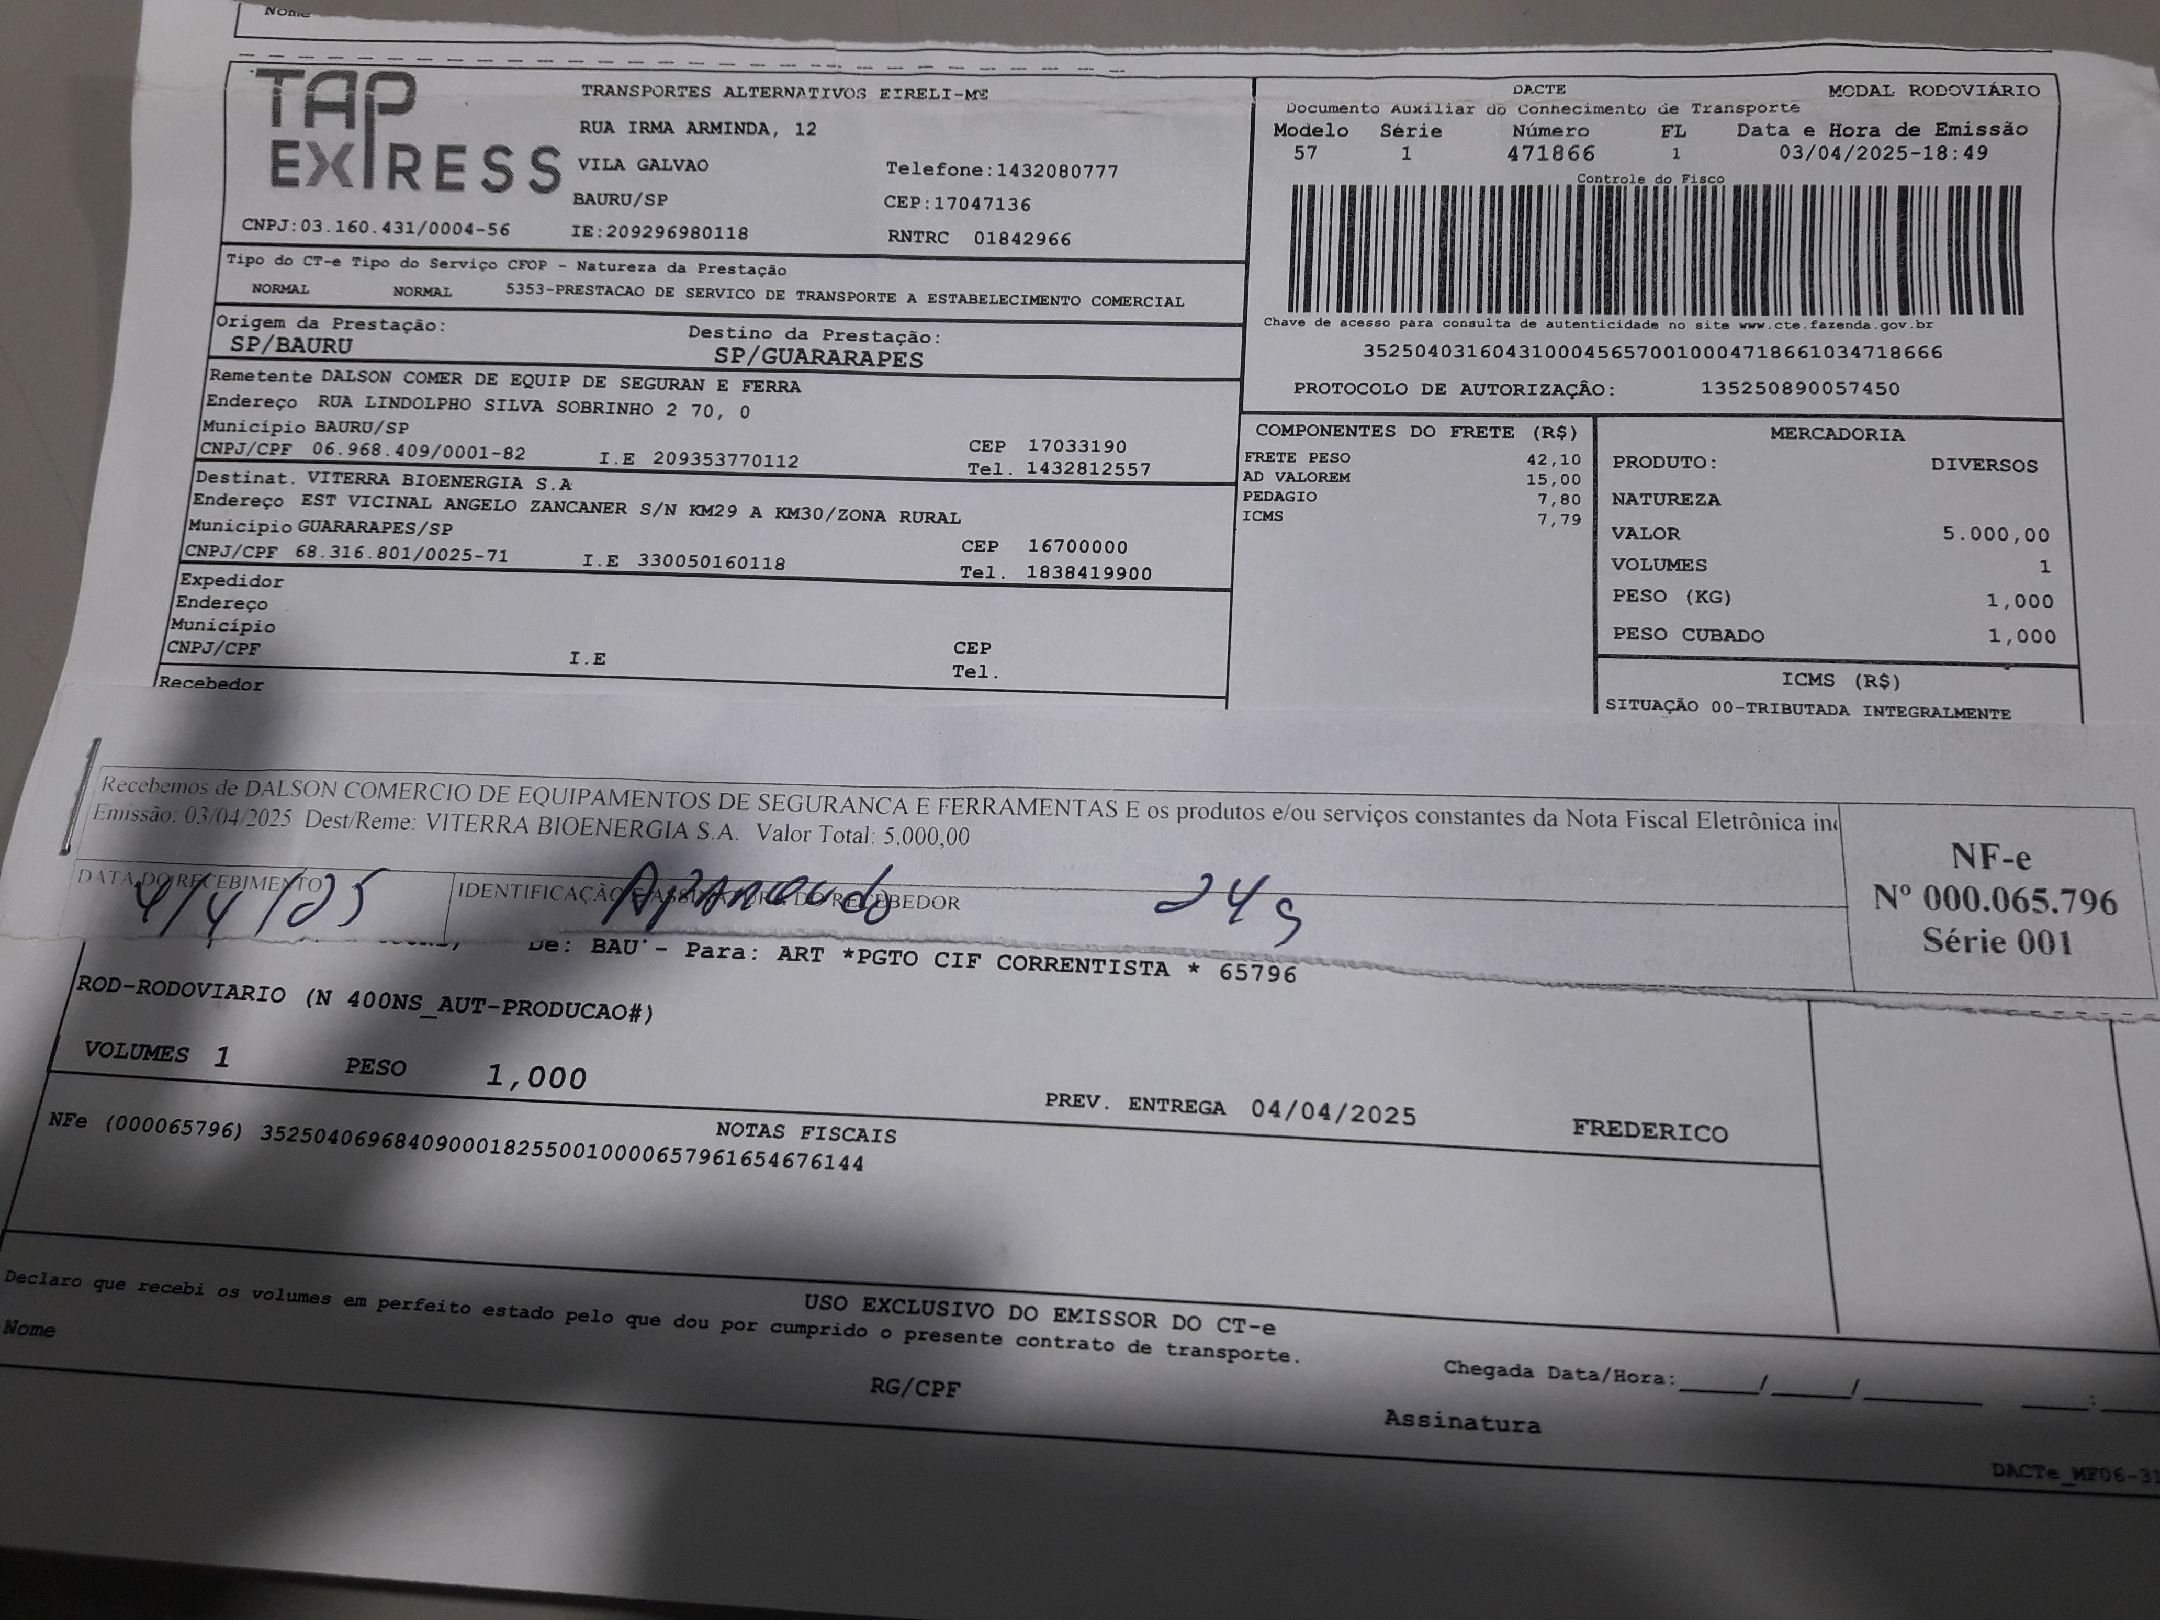 Nome
TAP EXPRESS
TRANSPORTES ALTERNATIVOS EIRELI-ME
RUA IRMA ARMINDA, 12
VILA GALVAO Telefone:1432080777
BAURU/SP CEP:17047136
CNPJ:03.160.431/0004-56 IE:209296980118 RNTRC 01842966
DACTE MODAL RODOVIÁRIO
Documento Auxiliar do Conhecimento de Transporte
Modelo Série Número FL Data e Hora de Emissão
57 1 471866 1 03/04/2025-18:49
Controle do Fisco
Chave de acesso para consulta de autenticidade no site www.cte.fazenda.gov.br
35250403160431000456570010004718661034718666
PROTOCOLO DE AUTORIZAÇÃO: 135250890057450
Tipo do CT-e Tipo do Serviço CFOP - Natureza da Prestação
NORMAL NORMAL 5353-PRESTACAO DE SERVICO DE TRANSPORTE A ESTABELECIMENTO COMERCIAL
Origem da Prestação: Destino da Prestação:
SP/BAURU SP/GUARARAPES
Remetente DALSON COMER DE EQUIP DE SEGURAN E FERRA
Endereço RUA LINDOLPHO SILVA SOBRINHO 2 70, 0
Município BAURU/SP CEP 17033190
CNPJ/CPF 06.968.409/0001-82 I.E 209353770112 Tel. 1432812557
Destinat. VITERRA BIOENERGIA S.A
Endereço EST VICINAL ANGELO ZANCANER S/N KM29 A KM30/ZONA RURAL
Município GUARARAPES/SP CEP 16700000
CNPJ/CPF 68.316.801/0025-71 I.E 330050160118 Tel. 1838419900
Expedidor
Endereço
Município
CNPJ/CPF I.E CEP
Tel.
Recebedor
COMPONENTES DO FRETE (R$)
FRETE PESO 42,10
AD VALOREM 15,00
PEDAGIO 7,80
ICMS 7,79
MERCADORIA
PRODUTO: DIVERSOS
NATUREZA
VALOR 5.000,00
VOLUMES 1
PESO (KG) 1,000
PESO CUBADO 1,000
ICMS (R$)
SITUAÇÃO 00-TRIBUTADA INTEGRALMENTE
Recebemos de DALSON COMERCIO DE EQUIPAMENTOS DE SEGURANCA E FERRAMENTAS E os produtos e/ou serviços constantes da Nota Fiscal Eletrônica in
Emissão: 03/04/2025 Dest/Reme: VITERRA BIOENERGIA S.A. Valor Total: 5.000,00
DATA DO RECEBIMENTO IDENTIFICAÇÃO E ASSINATURA DO RECEBEDOR
4/4/25
NF-e
Nº 000.065.796
Série 001
De: BAU - Para: ART *PGTO CIF CORRENTISTA * 65796
ROD-RODOVIARIO (N 400NS_AUT-PRODUCAO#)
VOLUMES 1 PESO 1,000
PREV. ENTREGA 04/04/2025 FREDERICO
NOTAS FISCAIS
NFe (000065796) 35250406968409000182550010000657961654676144
USO EXCLUSIVO DO EMISSOR DO CT-e
Declaro que recebi os volumes em perfeito estado pelo que dou por cumprido o presente contrato de transporte.
Nome RG/CPF Assinatura
Chegada Data/Hora:_____/_____/_______ ____: